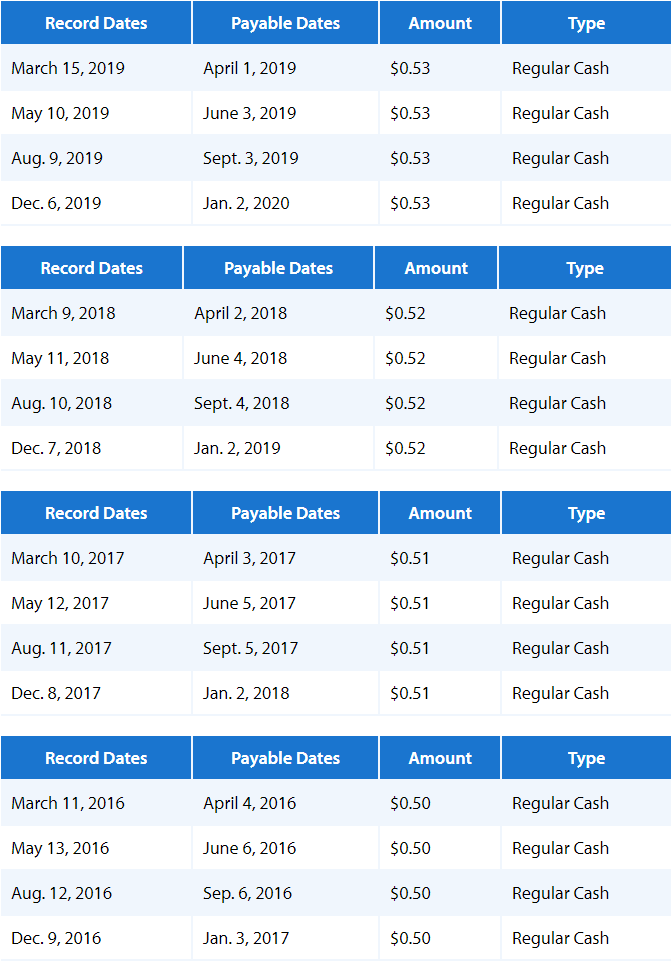 Record Dates Payable Dates Amount Type
March 15, 2019 April 1, 2019 $0.53 Regular Cash
May 10, 2019 June 3, 2019 $0.53 Regular Cash
Aug. 9, 2019 Sept. 3, 2019 $0.53 Regular Cash
Dec. 6, 2019 Jan. 2, 2020 $0.53 Regular Cash
Record Dates Payable Dates Amount Type
March 9, 2018 April 2, 2018 $0.52 Regular Cash
May 11, 2018 June 4, 2018 $0.52 Regular Cash
Aug. 10, 2018 Sept. 4, 2018 $0.52 Regular Cash
Dec. 7, 2018 Jan. 2, 2019 $0.52 Regular Cash
Record Dates Payable Dates Amount Type
March 10, 2017 April 3, 2017 $0.51 Regular Cash
May 12, 2017 June 5, 2017 $0.51 Regular Cash
Aug. 11, 2017 Sept. 5, 2017 $0.51 Regular Cash
Dec. 8, 2017 Jan. 2, 2018 $0.51 Regular Cash
Record Dates Payable Dates Amount Type
March 11, 2016 April 4, 2016 $0.50 Regular Cash
May 13, 2016 June 6, 2016 $0.50 Regular Cash
Aug. 12, 2016 Sep. 6, 2016 $0.50 Regular Cash
Dec. 9, 2016 Jan. 3, 2017 $0.50 Regular Cash